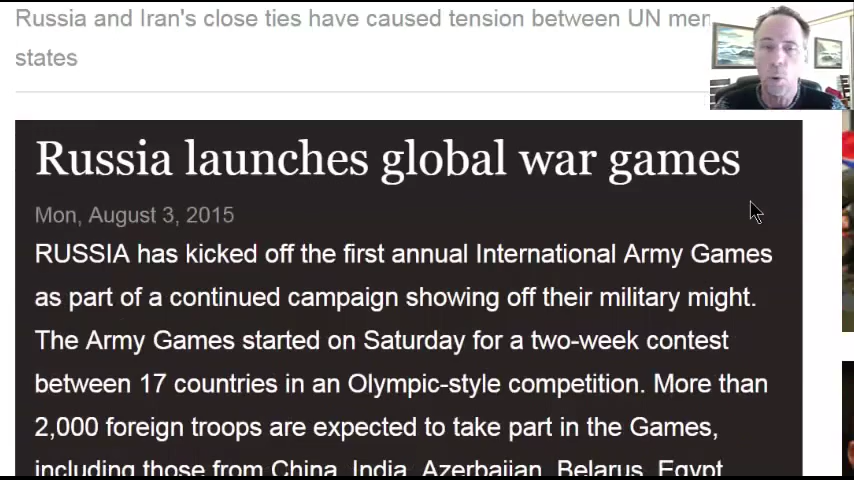 Russia and Iran's close ties have caused tension between UN
states
Russia launches global war games
Mon, August 3, 2015
RUSSIA has kicked off the first annual International Army Games
as part of a continued campaign showing off their military might.
The Army Games started on Saturday for a two-week contest
between 17 countries in an Olympic-style competition. More than
2,000 foreign troops are expected to take part in the Games,
including those from China, India, Azerbaijan, Belarus, Egypt,